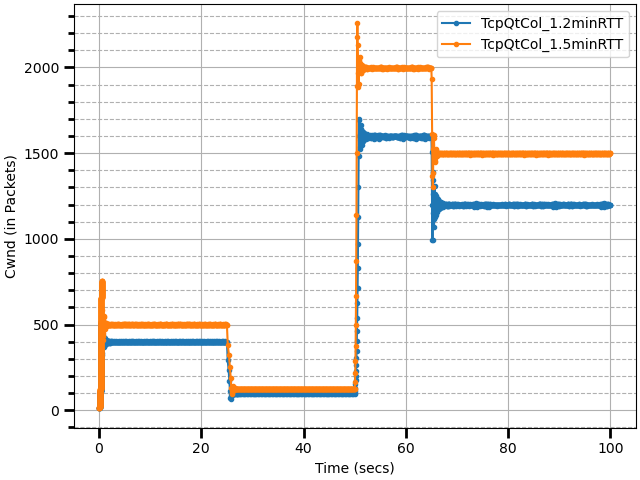 TcpQtCol_1.2minRTT
TcpQtCol_1.5minRTT
Cwnd (in Packets)
2000
1500
1000
500
0
0 20 40 60 80 100
Time (secs)